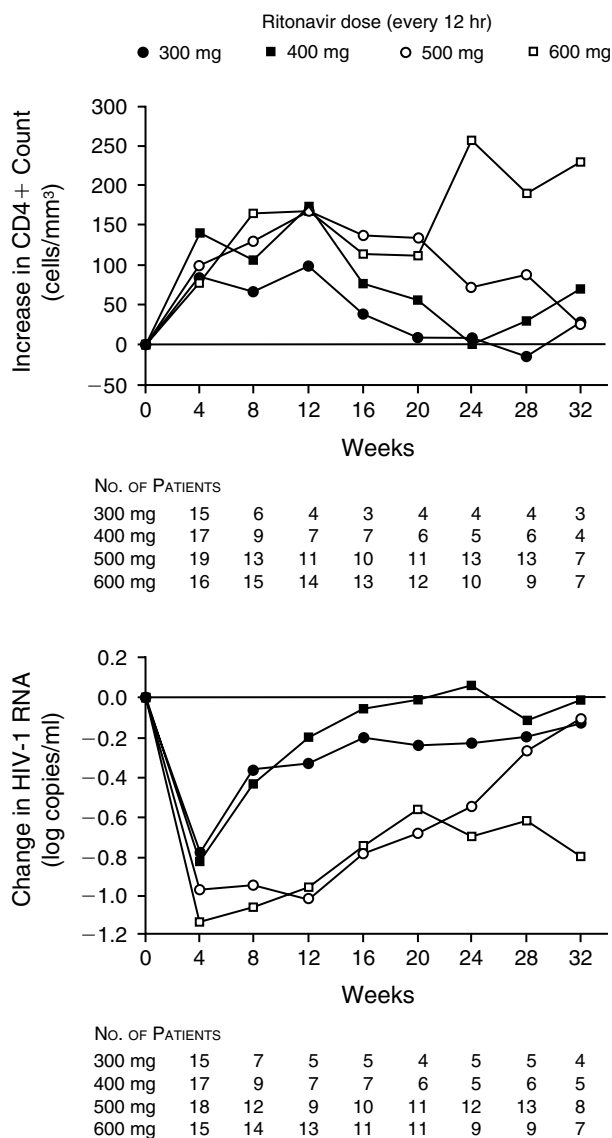 Ritonavir dose (every 12 hr)
300 mg 400 mg 500 mg 600 mg
Increase in CD4+ Count
(cells/mm³)
300
250
200
150
100
50
0
−50
0 4 8 12 16 20 24 28 32
Weeks
No. of Patients
300 mg 15 6 4 3 4 4 4 3
400 mg 17 9 7 7 6 5 6 4
500 mg 19 13 11 10 11 13 13 7
600 mg 16 15 14 13 12 10 9 7
Change in HIV-1 RNA
(log copies/ml)
0.2
0.0
−0.2
−0.4
−0.6
−0.8
−1.0
−1.2
0 4 8 12 16 20 24 28 32
Weeks
No. of Patients
300 mg 15 7 5 5 4 5 5 4
400 mg 17 9 7 7 6 5 6 5
500 mg 18 12 9 10 11 12 13 8
600 mg 15 14 13 11 11 9 9 7